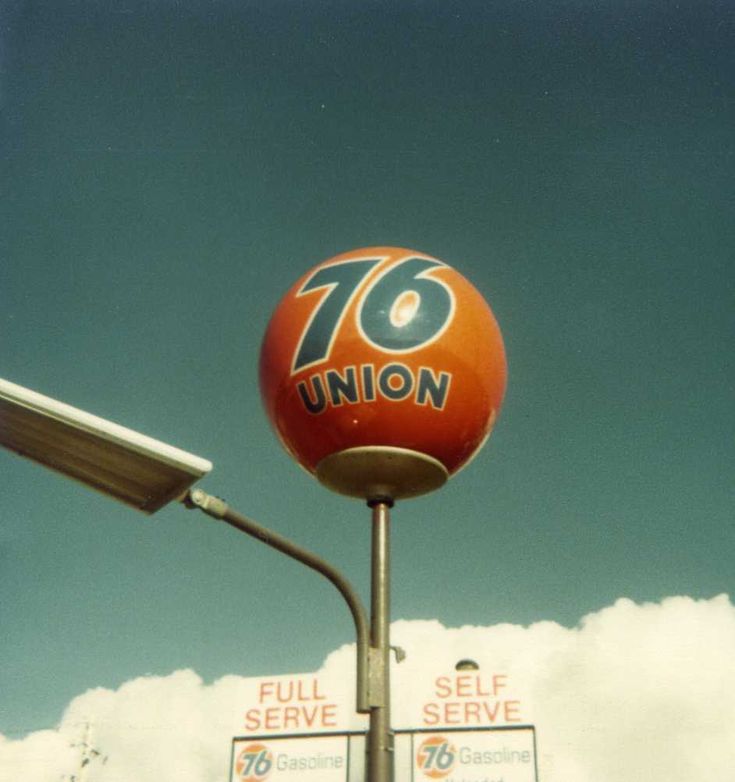 76
UNION
FULL
SERVE
SELF
SERVE
76 Gasoline
76 Gasoline